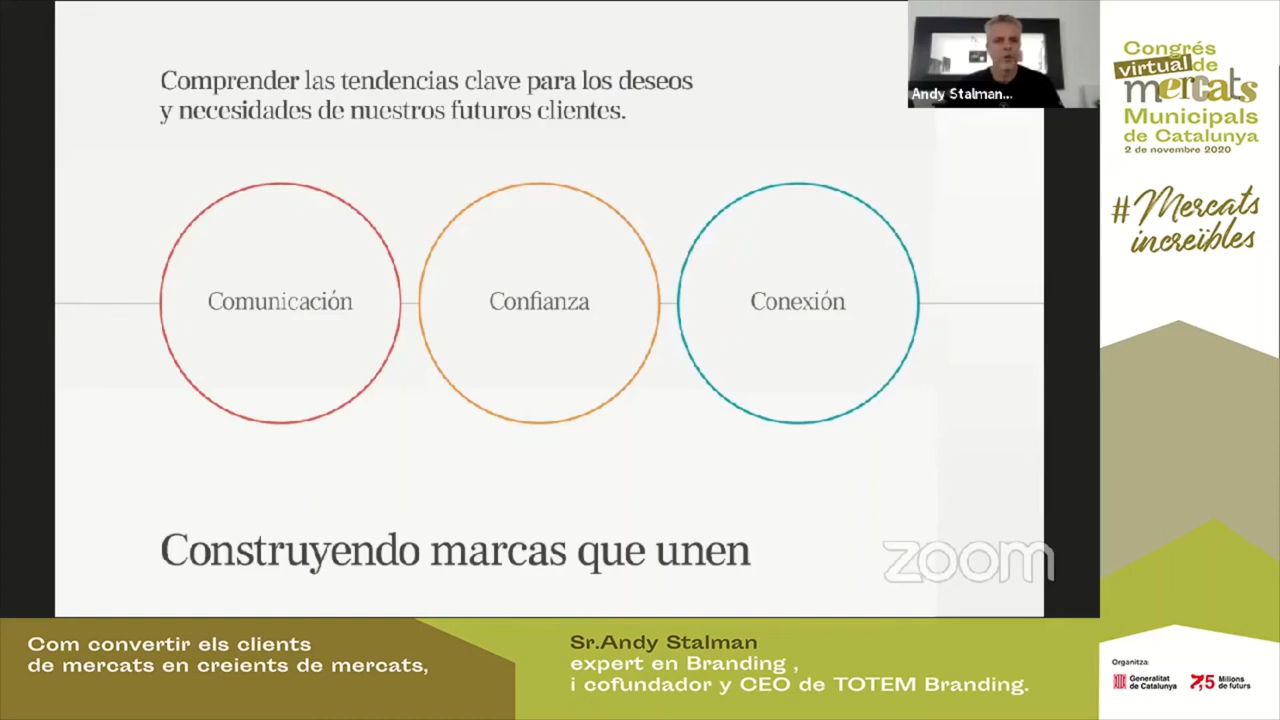 Comprender las tendencias clave para los deseos
y necesidades de nuestros futuros clientes.
Comunicación
Confianza
Conexión
Construyendo marcas que unen
zoom
Andy Stalman...
Congrés
virtual de
mercats
Municipals
de Catalunya
2 de novembre 2020
#Mercats
increïbles
Com convertir els clients
de mercats en creients de mercats,
Sr.Andy Stalman
expert en Branding ,
i cofundador y CEO de TOTEM Branding.
Organitza:
Generalitat
de Catalunya
7,5 Milions
de futurs